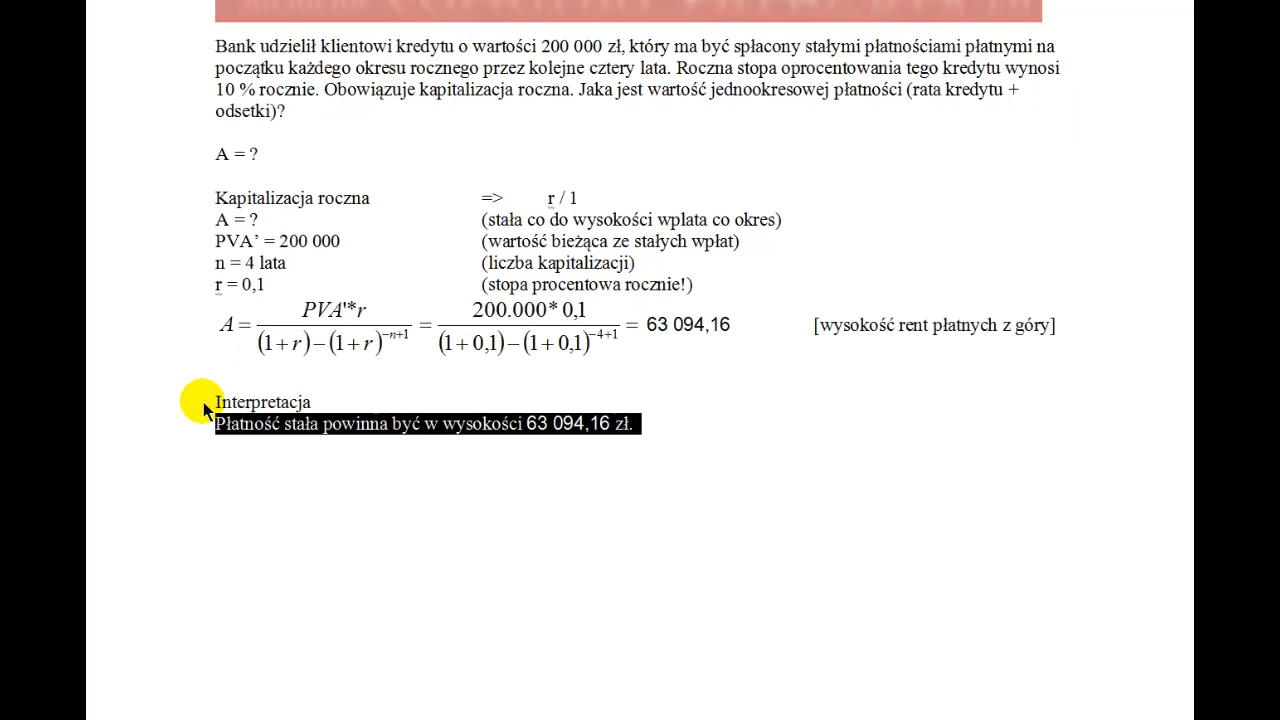 Bank udzielił klientowi kredytu o wartości 200 000 zł, który ma być spłacony stałymi płatnościami płatnymi na
początku każdego okresu rocznego przez kolejne cztery lata. Roczna stopa oprocentowania tego kredytu wynosi
10 % rocznie. Obowiązuje kapitalizacja roczna. Jaka jest wartość jednookresowej płatności (rata kredytu +
odsetki)?
A = ?
Kapitalizacja roczna => r / 1
A = ? (stała co do wysokości wpłata co okres)
PVA’ = 200 000 (wartość bieżąca ze stałych wpłat)
n = 4 lata (liczba kapitalizacji)
r = 0,1 (stopa procentowa rocznie!)
A = PVA'*r / (1+r)−(1+r)^−n+1 = 200.000*0,1 / (1+0,1)−(1+0,1)^−4+1 = 63 094,16 [wysokość rent płatnych z góry]
Interpretacja
Płatność stała powinna być w wysokości 63 094,16 zł.